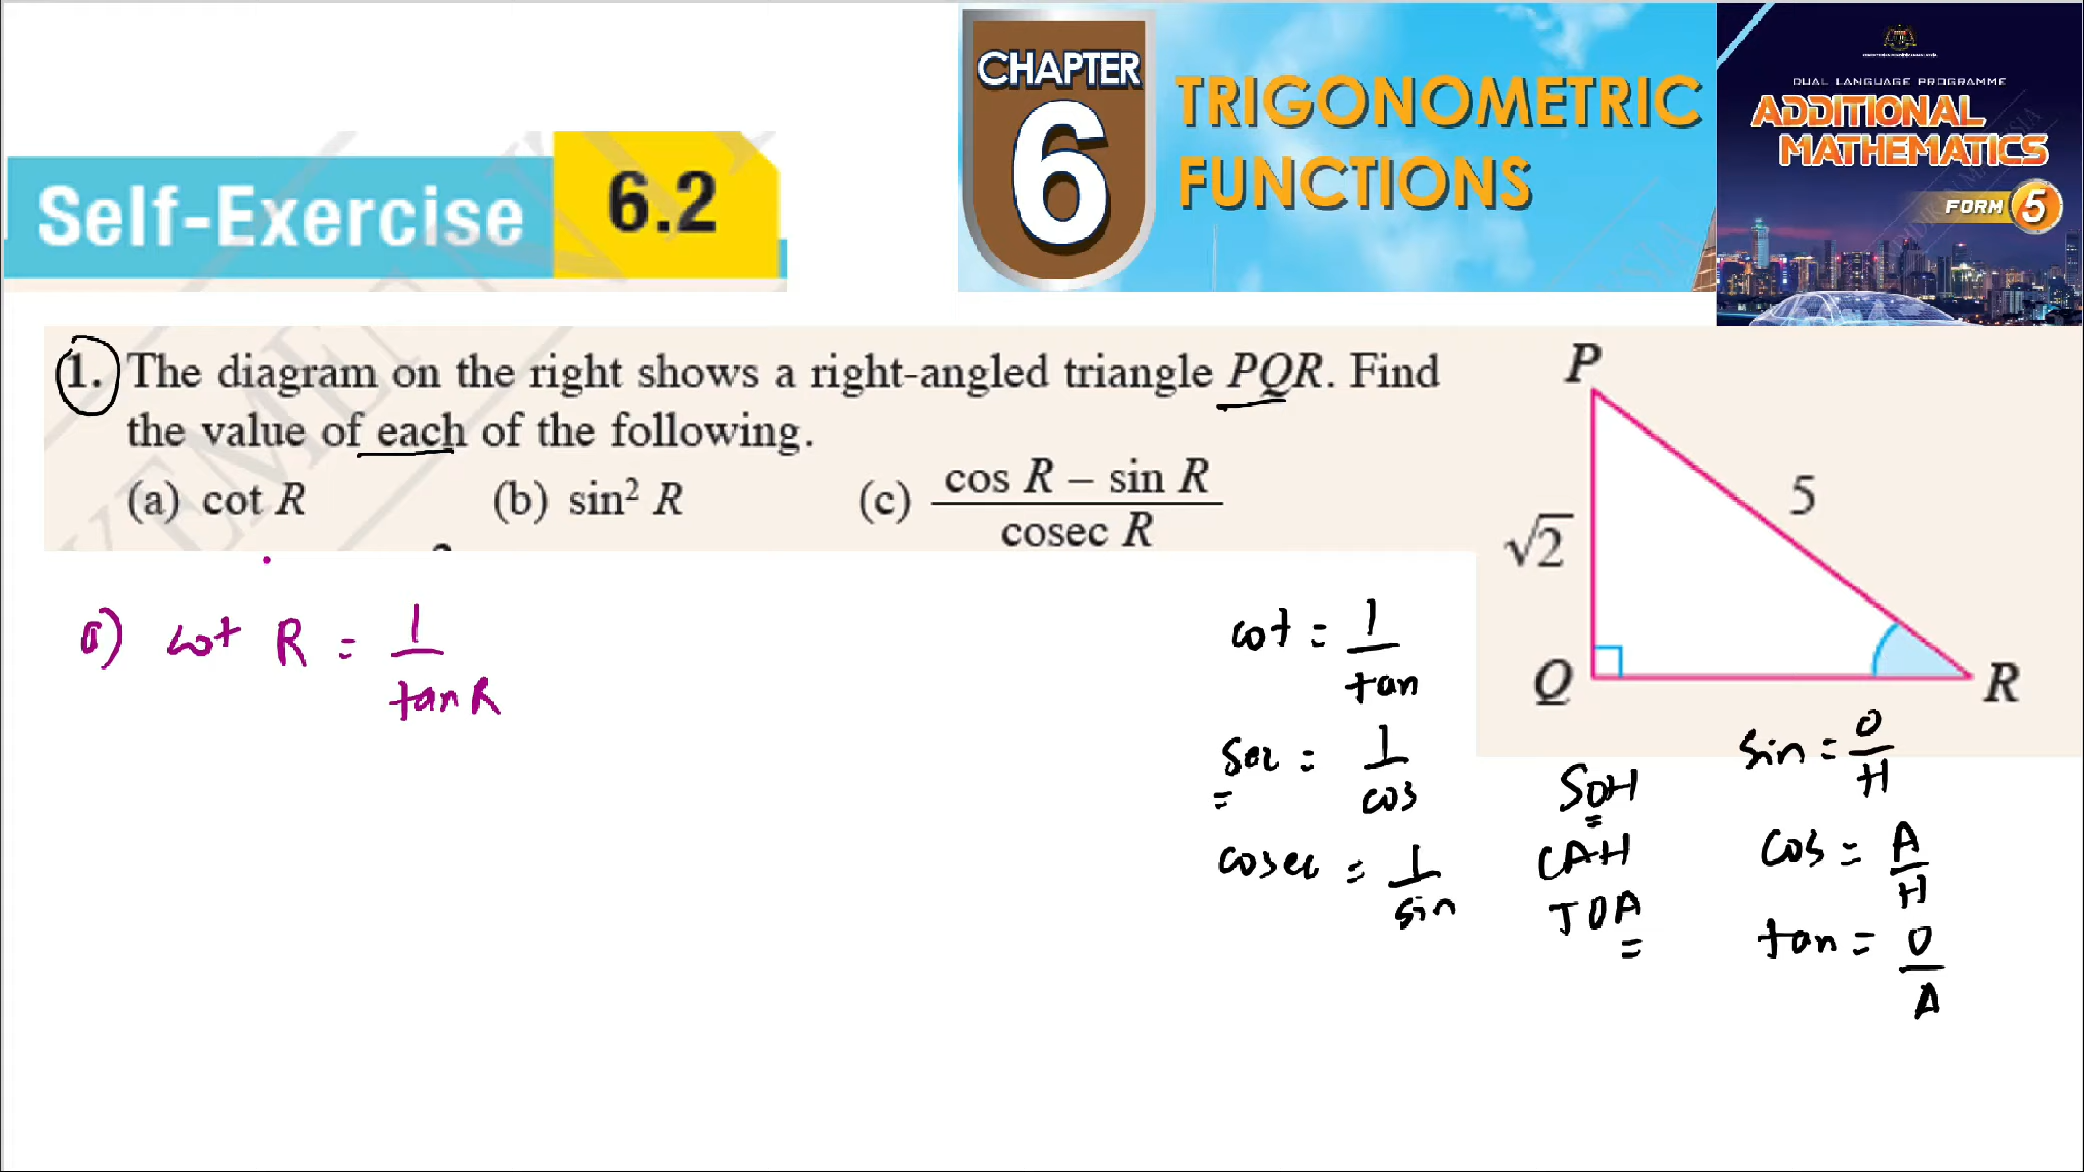 CHAPTER
6
TRIGONOMETRIC
FUNCTIONS
DUAL LANGUAGE PROGRAMME
ADDITIONAL
MATHEMATICS
FORM 5
Self-Exercise 6.2
1. The diagram on the right shows a right-angled triangle PQR. Find
the value of each of the following.
(a) cot R (b) sin² R (c) cos R – sin R / cosec R
P
5
√2
Q
R
a) cot R = 1 / tan R
cot = 1 / tan
sec = 1 / cos
cosec = 1 / sin
SOH
CAH
TOA
sin = O / H
cos = A / H
tan = O / A